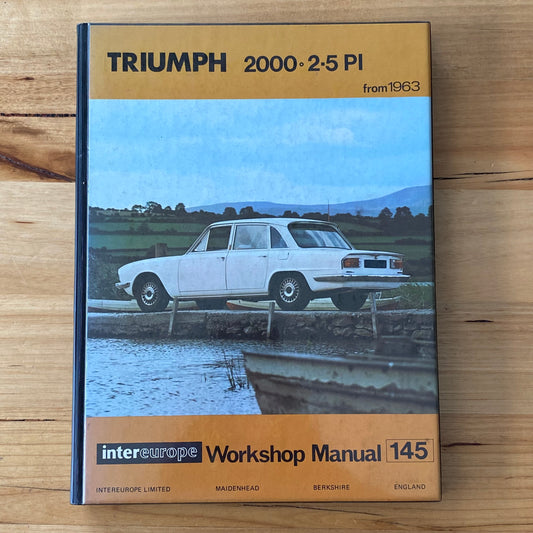 TRIUMPH 2000·2·5 PI
from 1963
intereurope Workshop Manual 145
INTEREUROPE LIMITED MAIDENHEAD BERKSHIRE ENGLAND